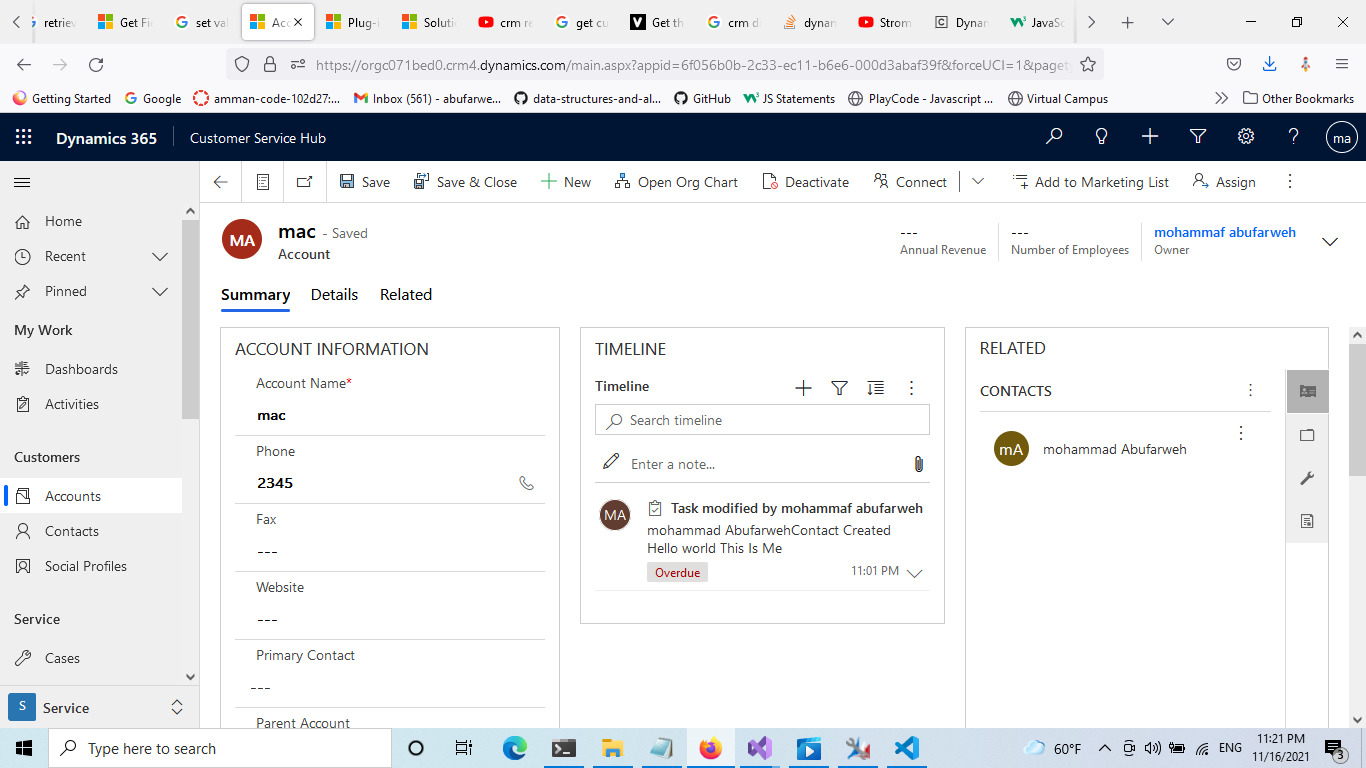 retriev
Get Fi
set val
Acc
Plug-i
Solutio
crm re
get cu
Get th
crm d
dynan
Strom
Dynan
JavaSc
https://orgc071bed0.crm4.dynamics.com/main.aspx?appid=6f056b0b-2c33-ec11-b6e6-000d3abaf39f&forceUCI=1&pagety
Getting Started
Google
amman-code-102d27:...
Inbox (561) - abufarwe...
data-structures-and-al...
GitHub
JS Statements
PlayCode - Javascript ...
Virtual Campus
Other Bookmarks
Dynamics 365
Customer Service Hub
ma
Save
Save & Close
New
Open Org Chart
Deactivate
Connect
Add to Marketing List
Assign
Home
Recent
Pinned
My Work
Dashboards
Activities
Customers
Accounts
Contacts
Social Profiles
Service
Cases
S
Service
MA
mac - Saved
Account
---
Annual Revenue
---
Number of Employees
mohammaf abufarweh
Owner
Summary
Details
Related
ACCOUNT INFORMATION
Account Name*
mac
Phone
2345
Fax
---
Website
---
Primary Contact
---
Parent Account
TIMELINE
Timeline
Search timeline
Enter a note...
MA
Task modified by mohammaf abufarweh
mohammad AbufarwehContact Created
Hello world This Is Me
Overdue
11:01 PM
RELATED
CONTACTS
mA
mohammad Abufarweh
Type here to search
60°F
ENG
11:21 PM
11/16/2021
3